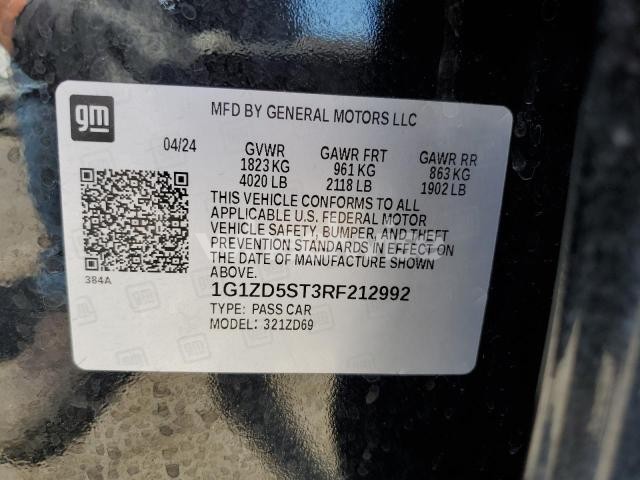 gm
MFD BY GENERAL MOTORS LLC
04/24 GVWR GAWR FRT GAWR RR
1823 KG 961 KG 863 KG
4020 LB 2118 LB 1902 LB
THIS VEHICLE CONFORMS TO ALL
APPLICABLE U.S. FEDERAL MOTOR
VEHICLE SAFETY, BUMPER, AND THEFT
PREVENTION STANDARDS IN EFFECT ON
THE DATE OF MANUFACTURE SHOWN
ABOVE.
384A
1G1ZD5ST3RF212992
TYPE: PASS CAR
MODEL: 321ZD69